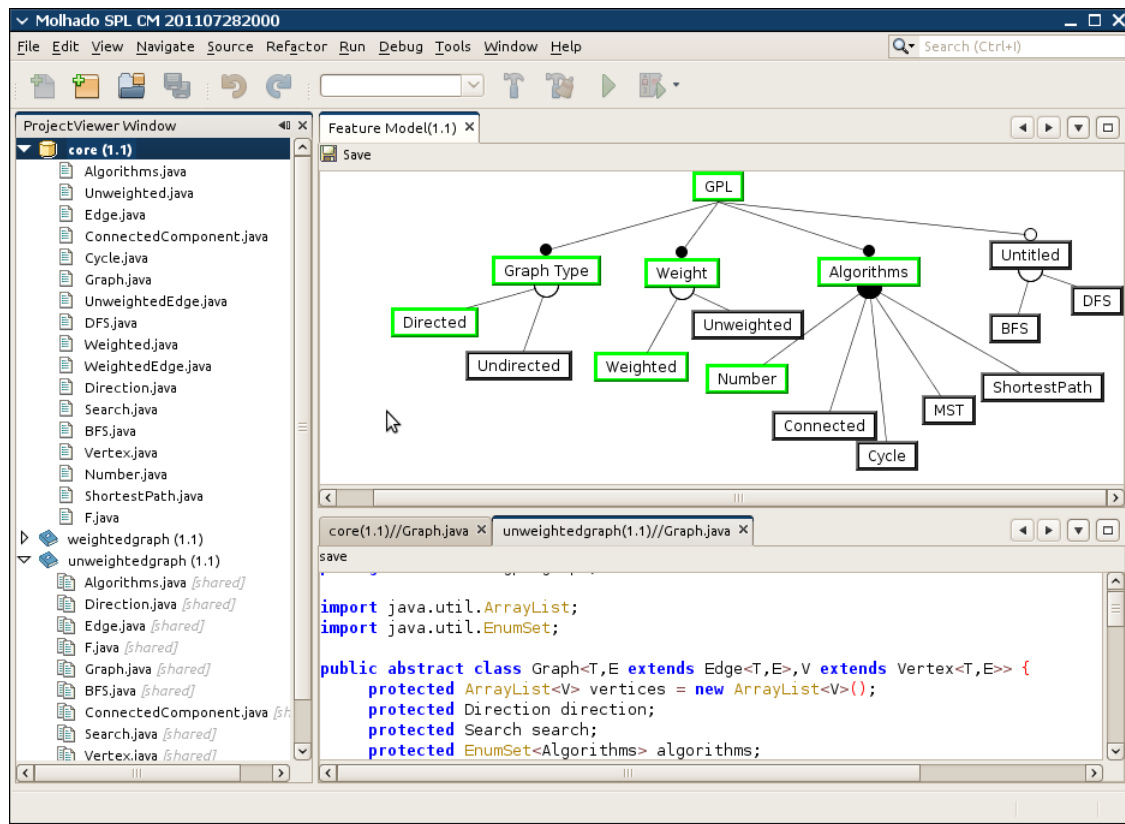 Molhado SPL CM 201107282000
File Edit View Navigate Source Refactor Run Debug Tools Window Help
Search (Ctrl+I)
ProjectViewer Window
core (1.1)
Algorithms.java
Unweighted.java
Edge.java
ConnectedComponent.java
Cycle.java
Graph.java
UnweightedEdge.java
DFS.java
Weighted.java
WeightedEdge.java
Direction.java
Search.java
BFS.java
Vertex.java
Number.java
ShortestPath.java
F.java
weightedgraph (1.1)
unweightedgraph (1.1)
Algorithms.java [shared]
Direction.java [shared]
Edge.java [shared]
F.java [shared]
Graph.java [shared]
BFS.java [shared]
ConnectedComponent.java [sh
Search.java [shared]
Vertex.java [shared]
Feature Model(1.1)
Save
GPL
Graph Type
Weight
Algorithms
Untitled
Directed
Undirected
Weighted
Unweighted
Number
Connected
Cycle
MST
ShortestPath
BFS
DFS
core(1.1)//Graph.java
unweightedgraph(1.1)//Graph.java
save
import java.util.ArrayList;
import java.util.EnumSet;
public abstract class Graph<T,E extends Edge<T,E>,V extends Vertex<T,E>> {
protected ArrayList<V> vertices = new ArrayList<V>();
protected Direction direction;
protected Search search;
protected EnumSet<Algorithms> algorithms;